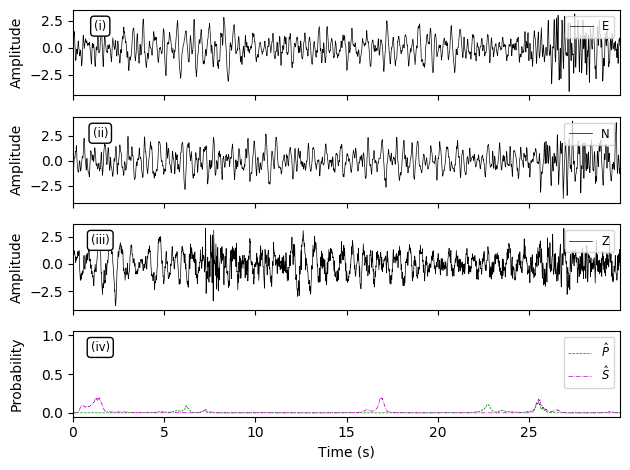 Amplitude
2.5
0.0
−2.5
(i)
E
Amplitude
2.5
0.0
−2.5
(ii)
N
Amplitude
2.5
0.0
−2.5
(iii)
Z
Probability
1.0
0.5
0.0
(iv)
P̂
Ŝ
0 5 10 15 20 25
Time (s)